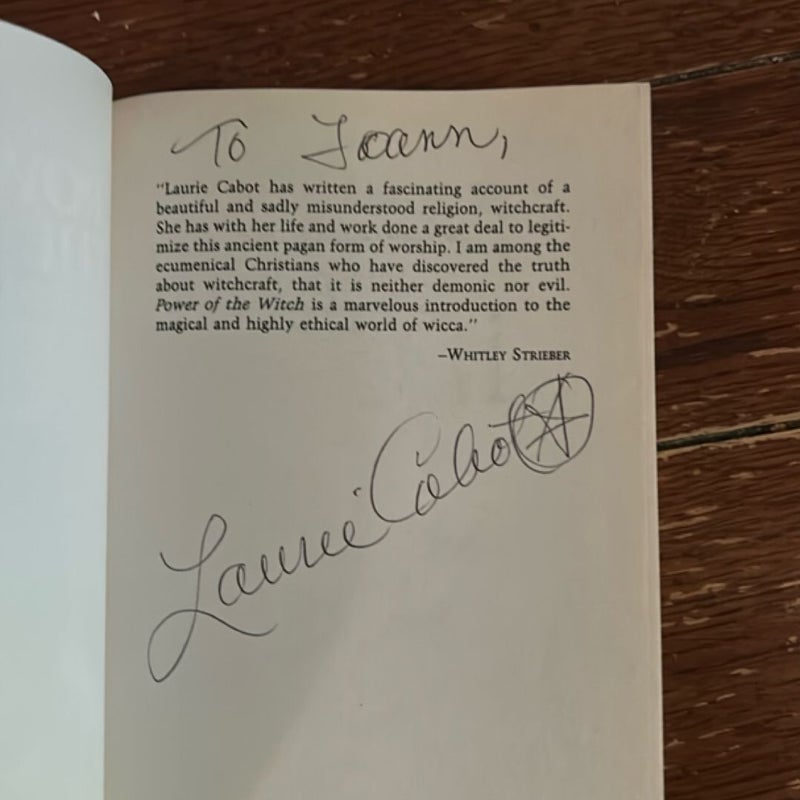 To Joann,
“Laurie Cabot has written a fascinating account of a
beautiful and sadly misunderstood religion, witchcraft.
She has with her life and work done a great deal to legiti-
mize this ancient pagan form of worship. I am among the
ecumenical Christians who have discovered the truth
about witchcraft, that it is neither demonic nor evil.
Power of the Witch is a marvelous introduction to the
magical and highly ethical world of wicca.”
–WHITLEY STRIEBER
Laurie Cabot